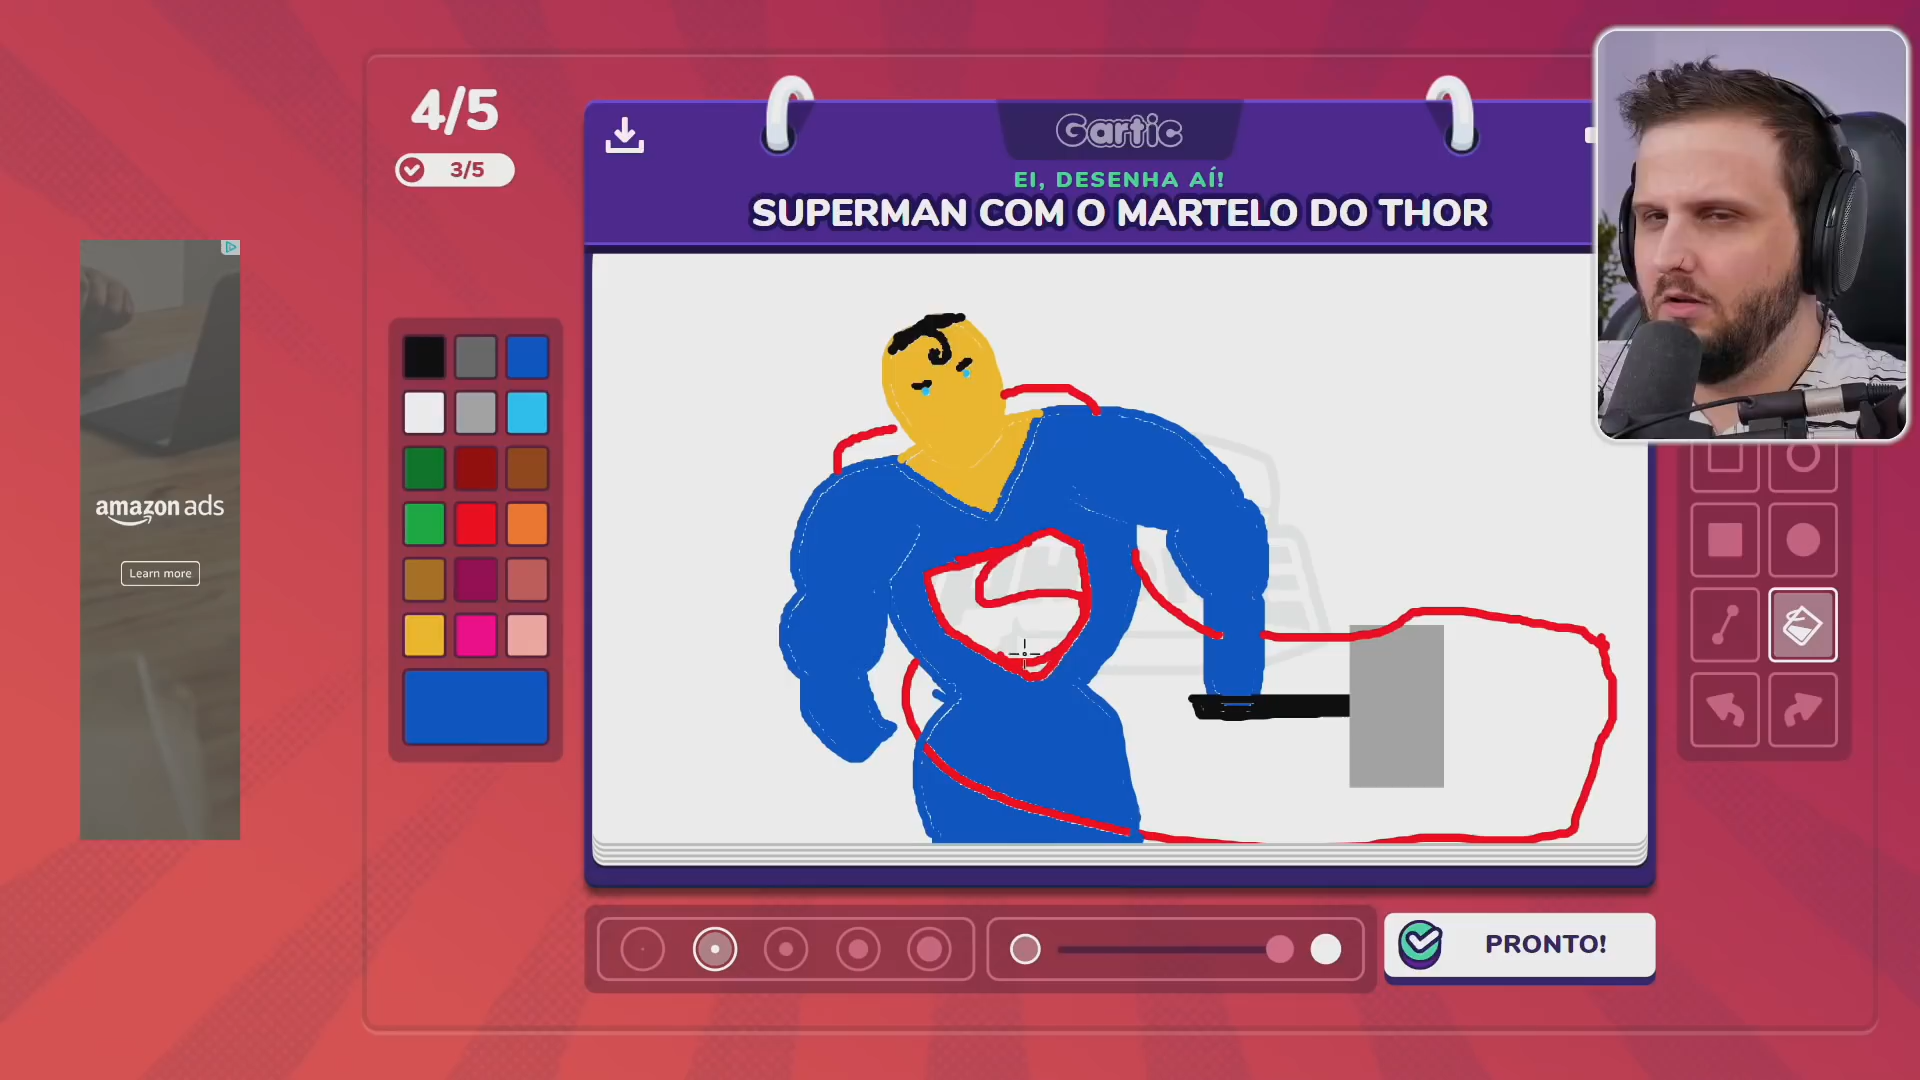 4/5
3/5
Gartic
EI, DESENHA AÍ!
SUPERMAN COM O MARTELO DO THOR
amazon ads
Learn more
PRONTO!